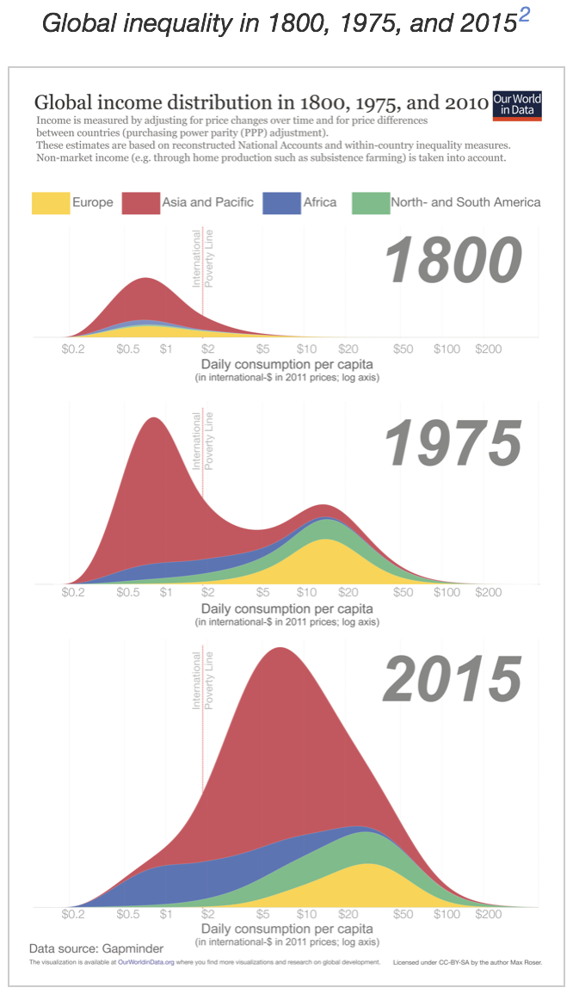 Global inequality in 1800, 1975, and 2015²
Global income distribution in 1800, 1975, and 2010
Our World
in Data
Income is measured by adjusting for price changes over time and for price differences
between countries (purchasing power parity (PPP) adjustment).
These estimates are based on reconstructed National Accounts and within-country inequality measures.
Non-market income (e.g. through home production such as subsistence farming) is taken into account.
Europe Asia and Pacific Africa North- and South America
International
Poverty Line
1800
$0.2 $0.5 $1 $2 $5 $10 $20 $50 $100 $200
Daily consumption per capita
(in international-$ in 2011 prices; log axis)
International
Poverty Line
1975
$0.2 $0.5 $1 $2 $5 $10 $20 $50 $100 $200
Daily consumption per capita
(in international-$ in 2011 prices; log axis)
International
Poverty Line
2015
$0.2 $0.5 $1 $2 $5 $10 $20 $50 $100 $200
Daily consumption per capita
(in international-$ in 2011 prices; log axis)
Data source: Gapminder
The visualization is available at OurWorldinData.org where you find more visualizations and research on global development. Licensed under CC-BY-SA by the author Max Roser.